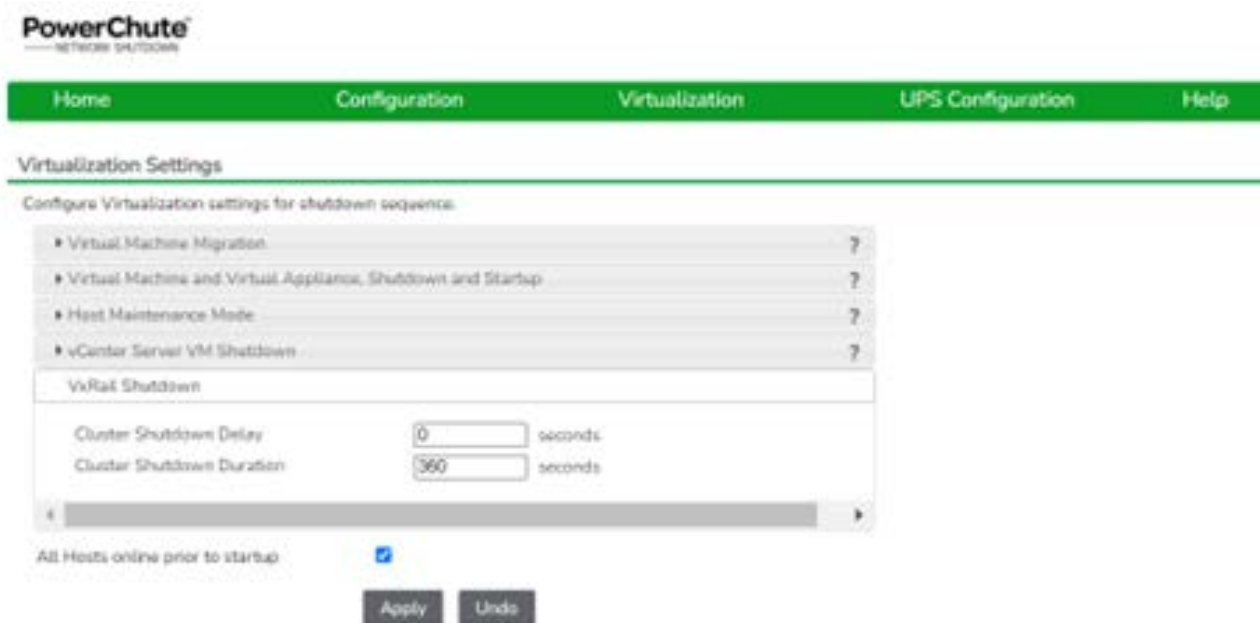 PowerChute
NETWORK SHUTDOWN
Home Configuration Virtualization UPS Configuration Help
Virtualization Settings
Configure Virtualization settings for shutdown sequence.
Virtual Machine Migration ?
Virtual Machine and Virtual Appliance, Shutdown and Startup ?
Host Maintenance Mode ?
vCenter Server VM Shutdown ?
VxRail Shutdown
Cluster Shutdown Delay 0 seconds
Cluster Shutdown Duration 360 seconds
All Hosts online prior to startup
Apply Undo